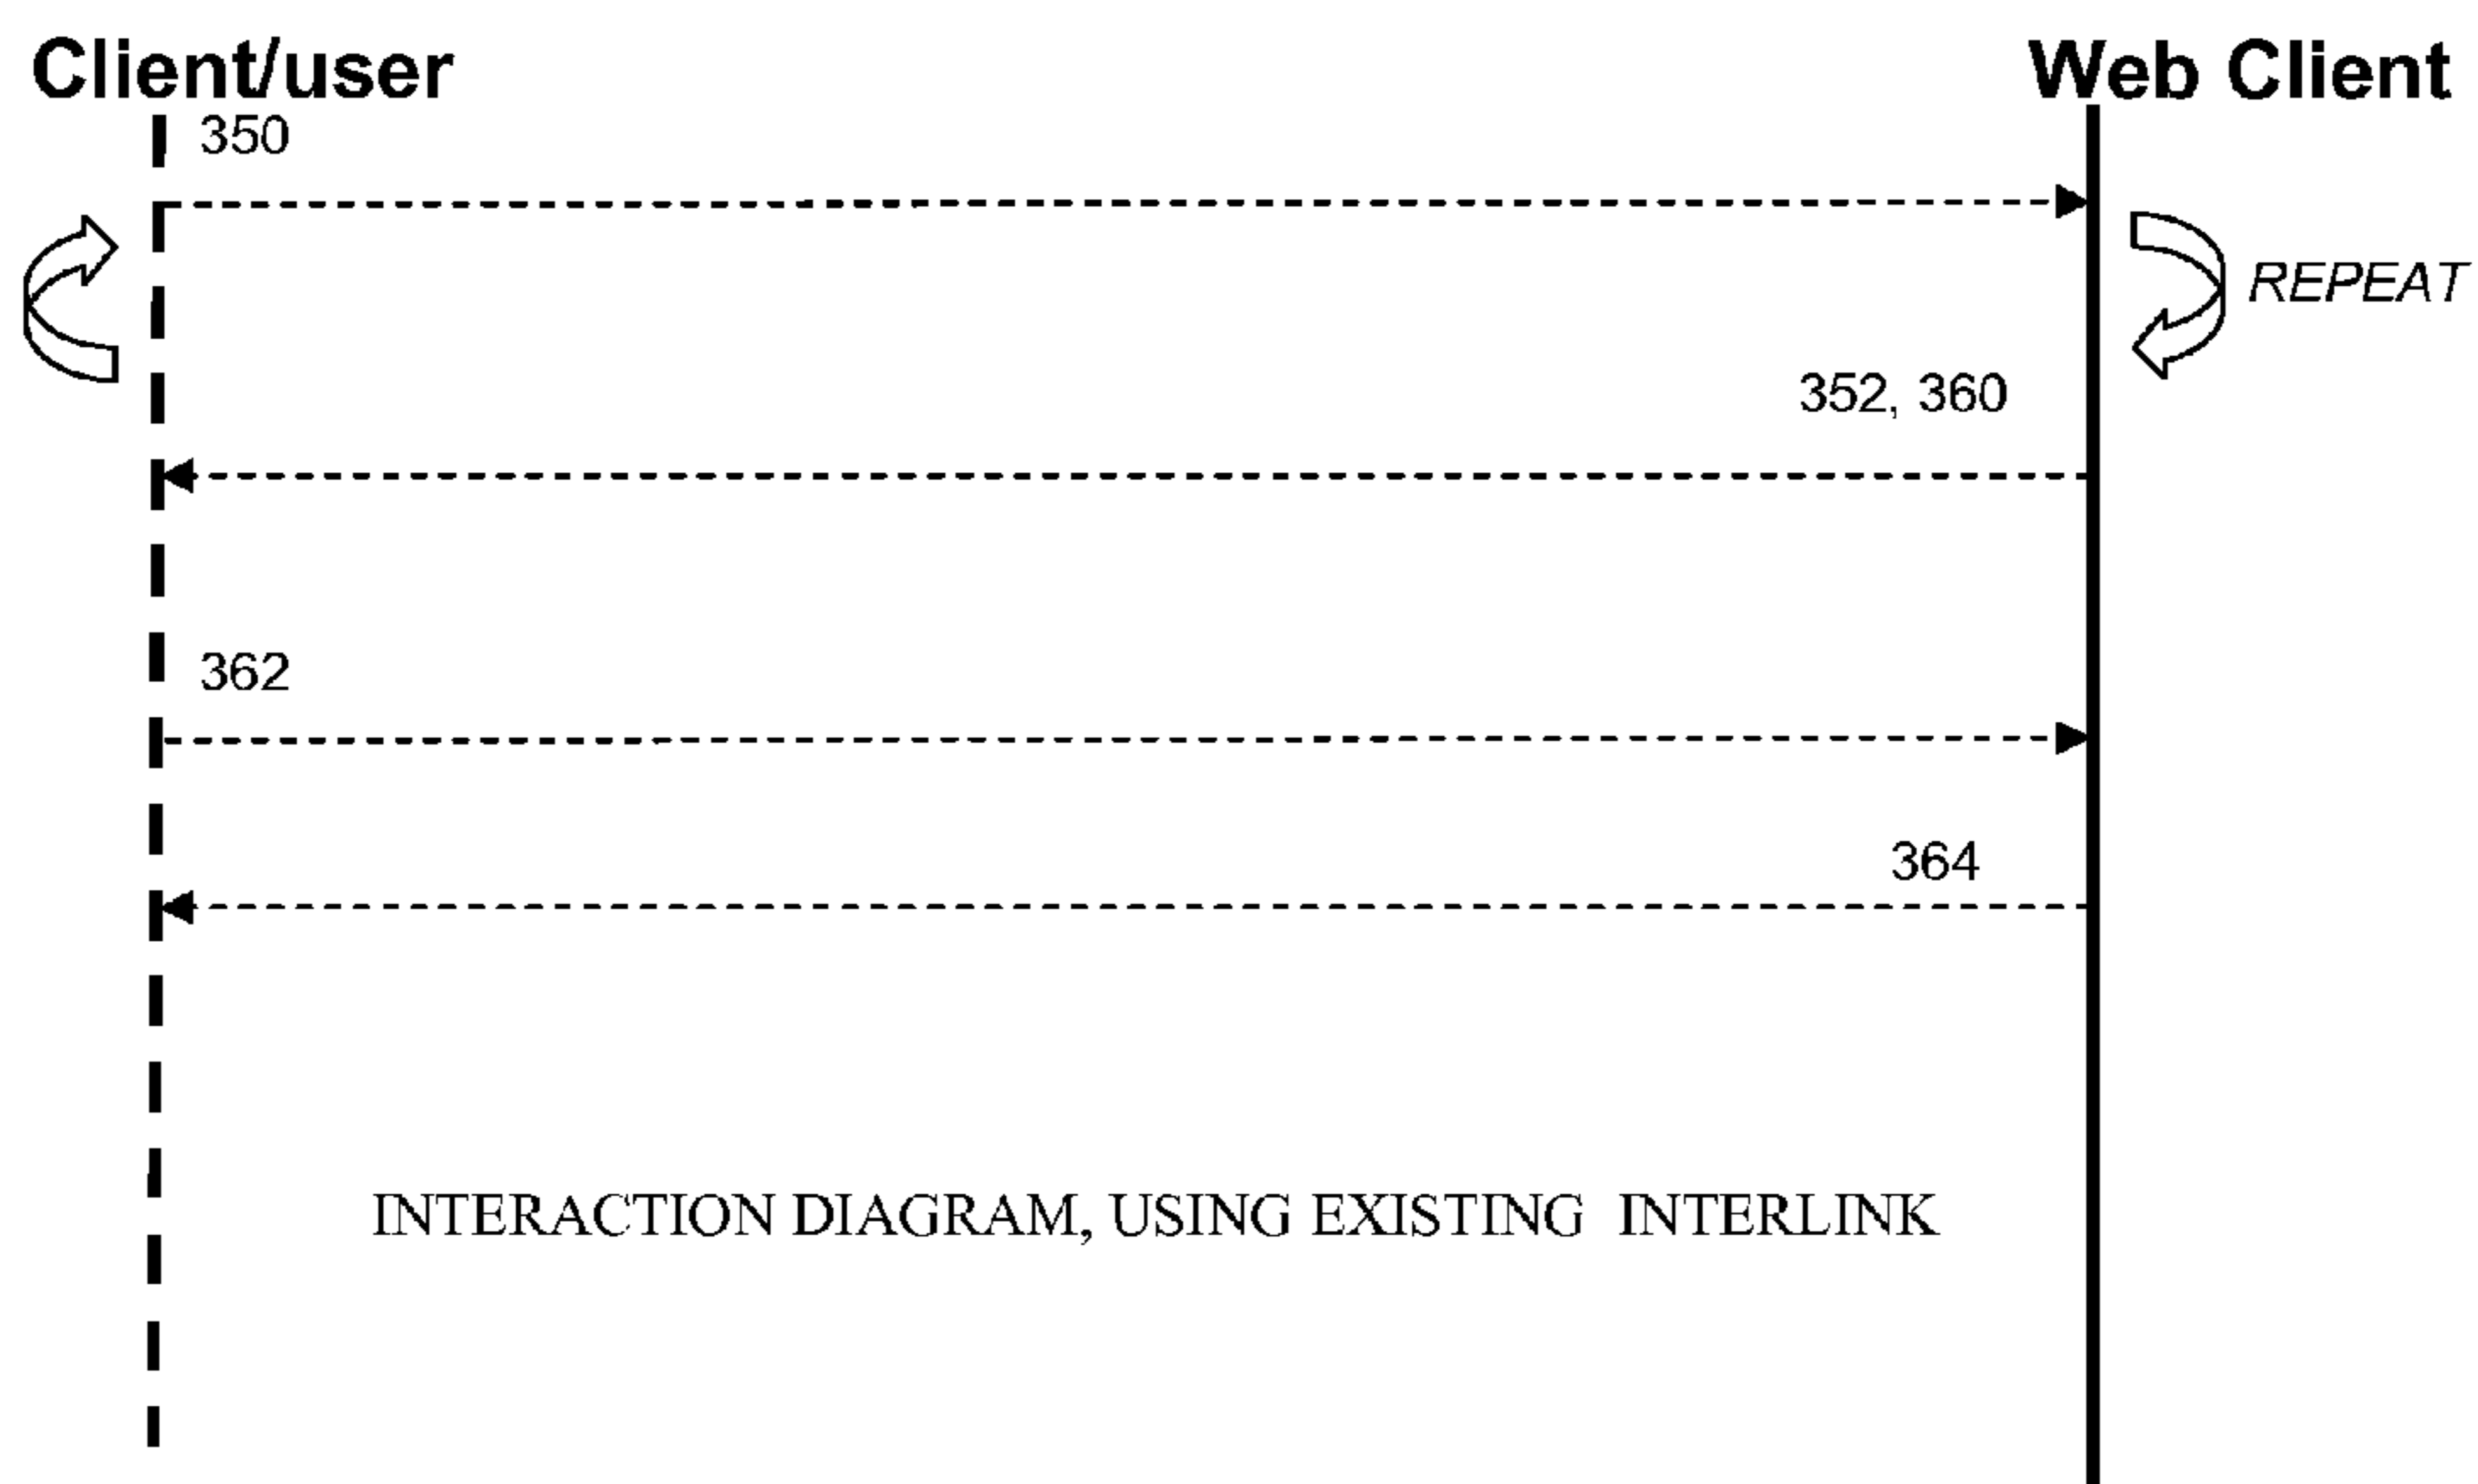 Client/user Web Client
350
REPEAT
352, 360
362
364
INTERACTION DIAGRAM, USING EXISTING INTERLINK